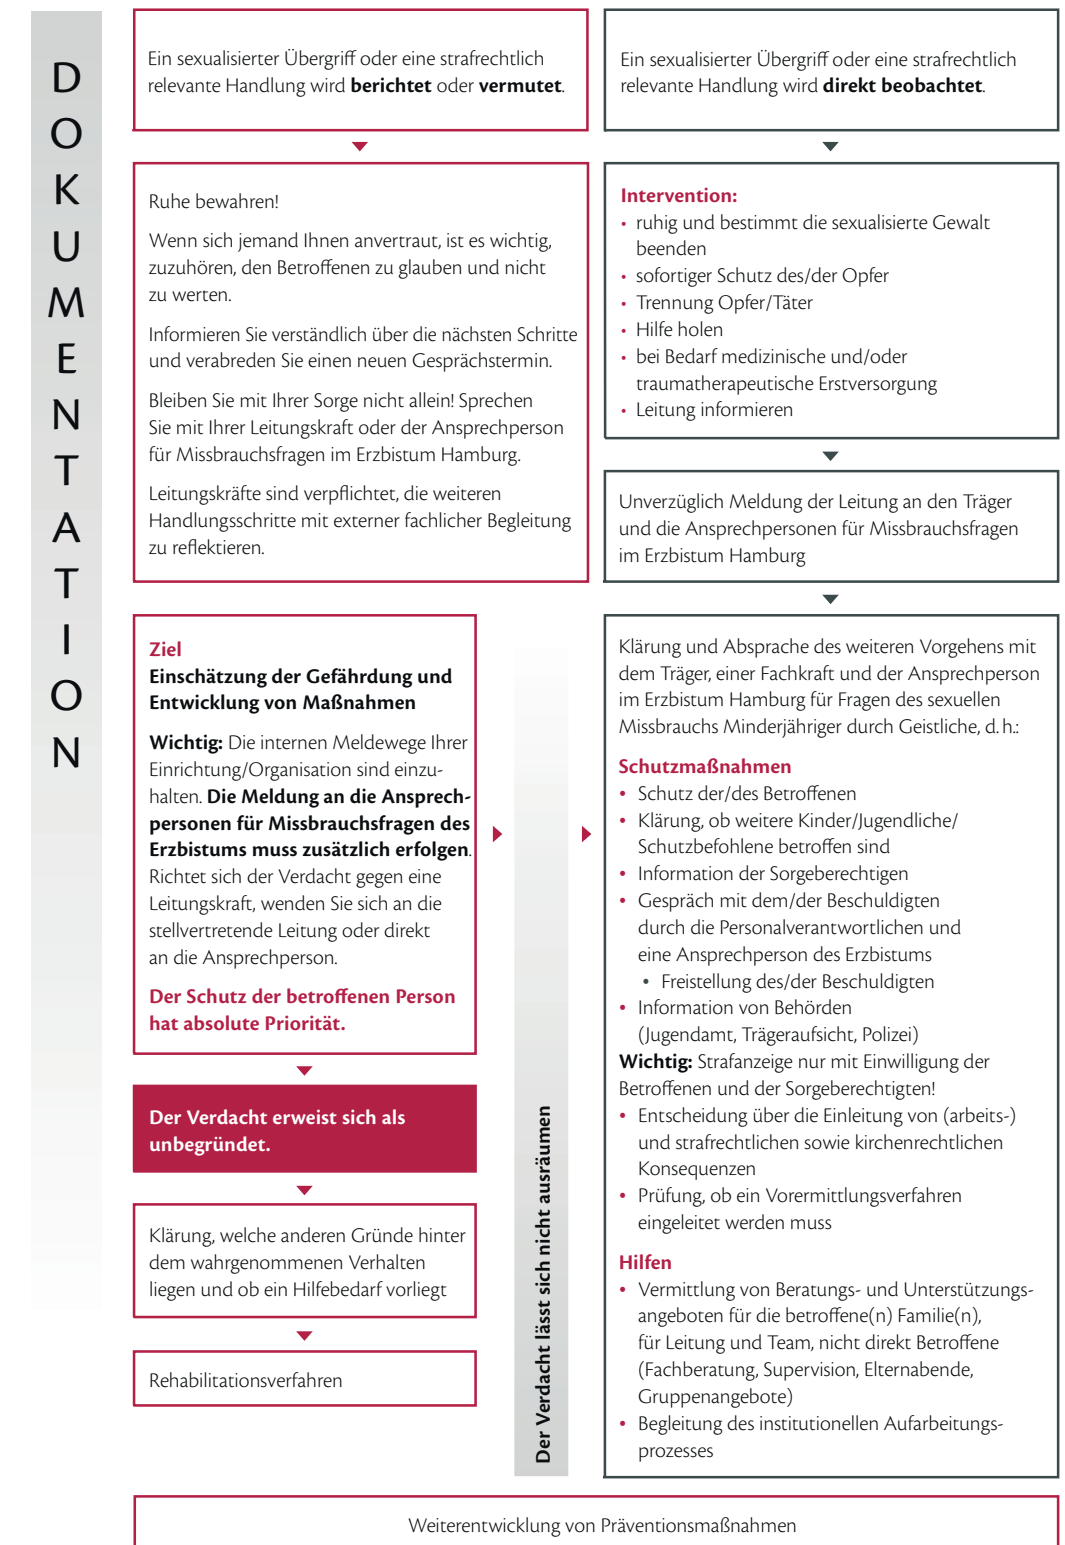 DOKUMENTATION
Ein sexualisierter Übergriff oder eine strafrechtlich
relevante Handlung wird berichtet oder vermutet.
Ruhe bewahren!
Wenn sich jemand Ihnen anvertraut, ist es wichtig,
zuzuhören, den Betroffenen zu glauben und nicht
zu werten.
Informieren Sie verständlich über die nächsten Schritte
und verabreden Sie einen neuen Gesprächstermin.
Bleiben Sie mit Ihrer Sorge nicht allein! Sprechen
Sie mit Ihrer Leitungskraft oder der Ansprechperson
für Missbrauchsfragen im Erzbistum Hamburg.
Leitungskräfte sind verpflichtet, die weiteren
Handlungsschritte mit externer fachlicher Begleitung
zu reflektieren.
Ein sexualisierter Übergriff oder eine strafrechtlich
relevante Handlung wird direkt beobachtet.
Intervention:
• ruhig und bestimmt die sexualisierte Gewalt
beenden
• sofortiger Schutz des/der Opfer
• Trennung Opfer/Täter
• Hilfe holen
• bei Bedarf medizinische und/oder
traumatherapeutische Erstversorgung
• Leitung informieren
Unverzüglich Meldung der Leitung an den Träger
und die Ansprechpersonen für Missbrauchsfragen
im Erzbistum Hamburg
Ziel
Einschätzung der Gefährdung und
Entwicklung von Maßnahmen
Wichtig: Die internen Meldewege Ihrer
Einrichtung/Organisation sind einzu-
halten. Die Meldung an die Ansprech-
personen für Missbrauchsfragen des
Erzbistums muss zusätzlich erfolgen.
Richtet sich der Verdacht gegen eine
Leitungskraft, wenden Sie sich an die
stellvertretende Leitung oder direkt
an die Ansprechperson.
Der Schutz der betroffenen Person
hat absolute Priorität.
Der Verdacht erweist sich als
unbegründet.
Klärung, welche anderen Gründe hinter
dem wahrgenommenen Verhalten
liegen und ob ein Hilfebedarf vorliegt
Rehabilitationsverfahren
Der Verdacht lässt sich nicht ausräumen
Klärung und Absprache des weiteren Vorgehens mit
dem Träger, einer Fachkraft und der Ansprechperson
im Erzbistum Hamburg für Fragen des sexuellen
Missbrauchs Minderjähriger durch Geistliche, d. h.:
Schutzmaßnahmen
• Schutz der/des Betroffenen
• Klärung, ob weitere Kinder/Jugendliche/
Schutzbefohlene betroffen sind
• Information der Sorgeberechtigen
• Gespräch mit dem/der Beschuldigten
durch die Personalverantwortlichen und
eine Ansprechperson des Erzbistums
• Freistellung des/der Beschuldigten
• Information von Behörden
(Jugendamt, Trägeraufsicht, Polizei)
Wichtig: Strafanzeige nur mit Einwilligung der
Betroffenen und der Sorgeberechtigten!
• Entscheidung über die Einleitung von (arbeits-)
und strafrechtlichen sowie kirchenrechtlichen
Konsequenzen
• Prüfung, ob ein Vorermittlungsverfahren
eingeleitet werden muss
Hilfen
• Vermittlung von Beratungs- und Unterstützungs-
angeboten für die betroffene(n) Familie(n),
für Leitung und Team, nicht direkt Betroffene
(Fachberatung, Supervision, Elternabende,
Gruppenangebote)
• Begleitung des institutionellen Aufarbeitungs-
prozesses
Weiterentwicklung von Präventionsmaßnahmen